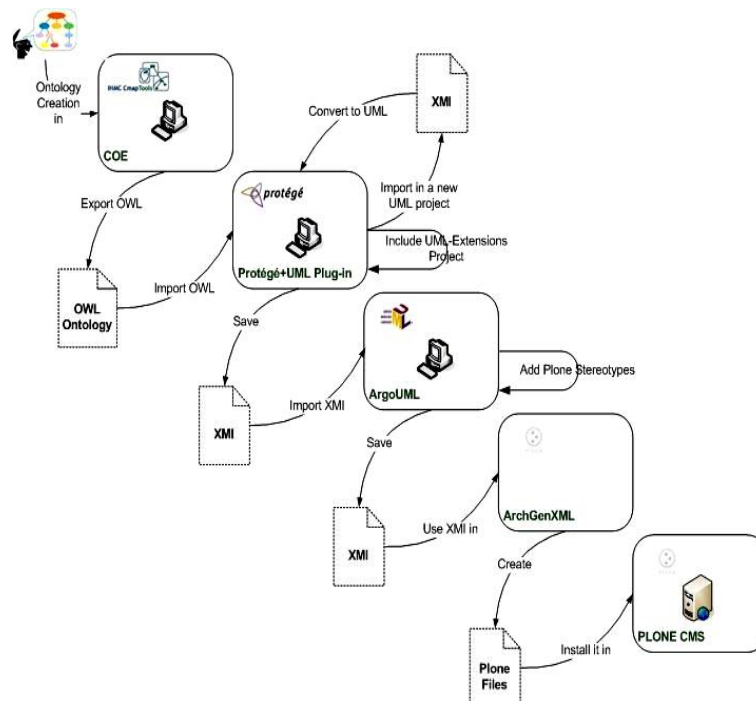 Ontology
Creation
in
IHMC CmapTools
COE
Convert to UML
XMI
Import in a new
UML project
Export OWL
protégé
Include UML-Extensions
Project
Protégé+UML Plug-in
Import OWL
OWL
Ontology
Save
UML
Add Plone Stereotypes
ArgoUML
XMI
Import XMI
Save
ArchGenXML
XMI
Use XMI in
Create
PLONE CMS
Plone
Files
Install it in